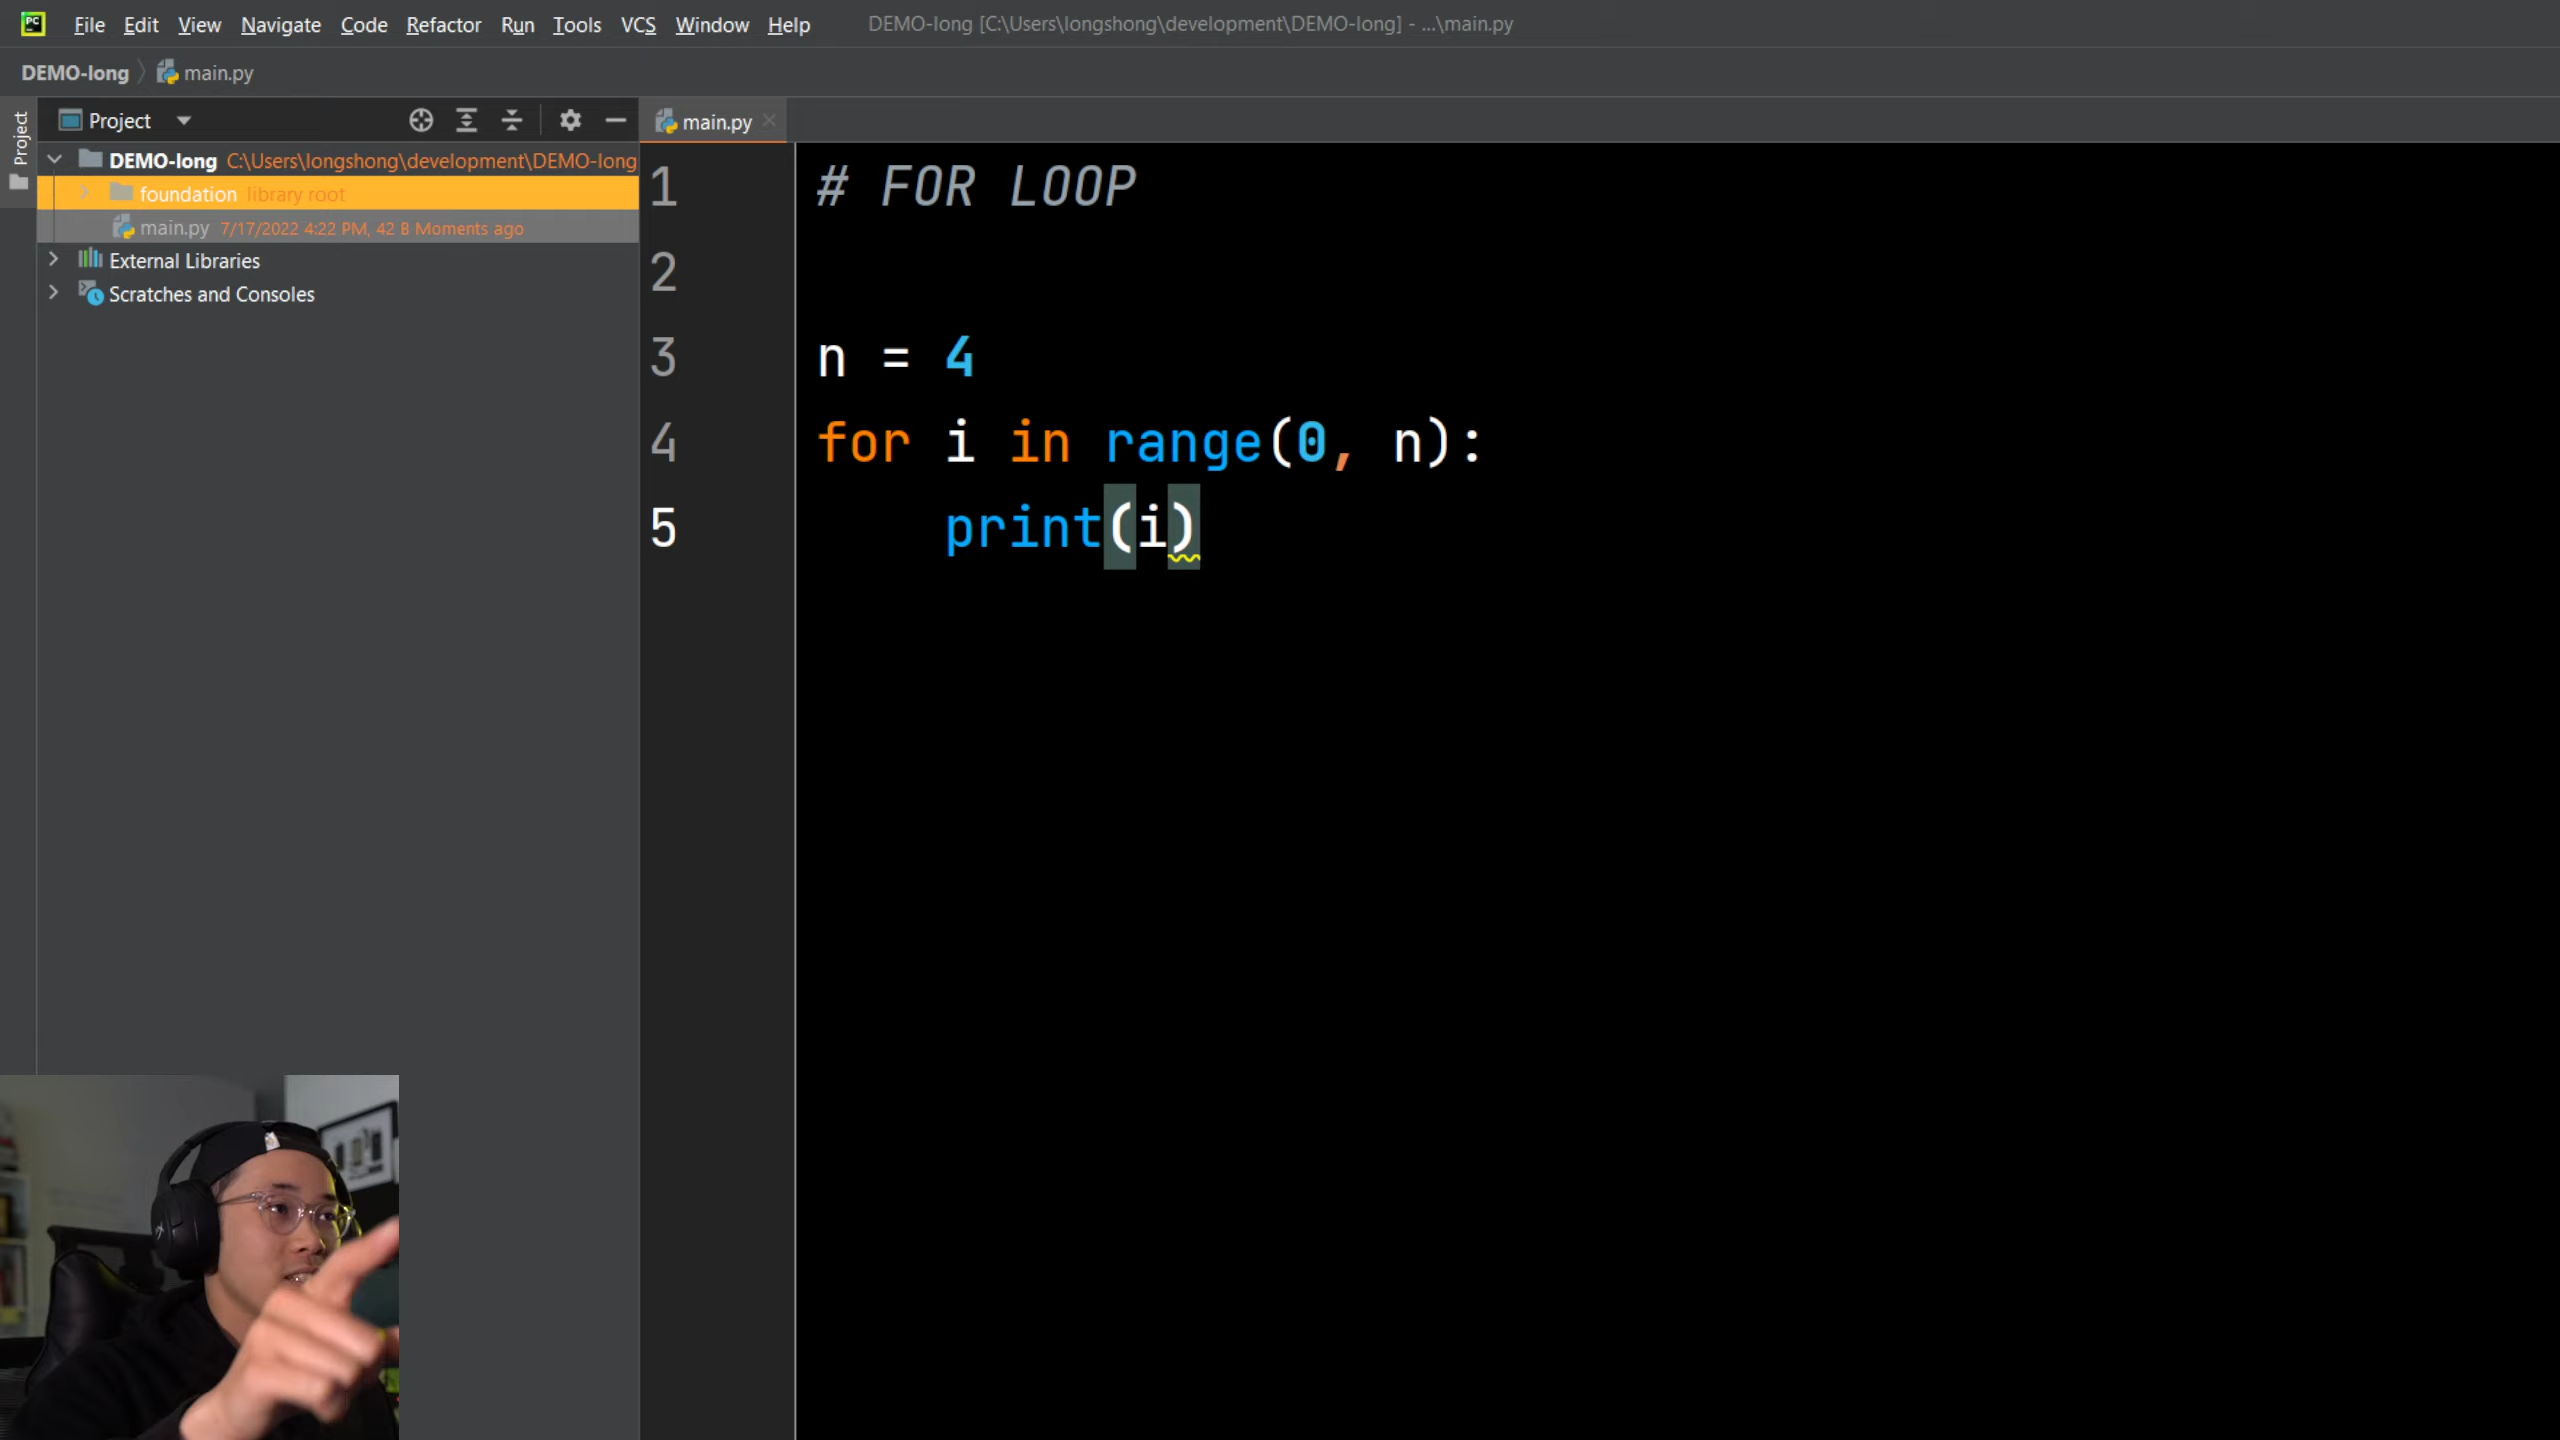 PC File Edit View Navigate Code Refactor Run Tools VCS Window Help DEMO-long [C:\Users\longshong\development\DEMO-long] - ...\main.py
DEMO-long main.py
Project
Project
main.py
DEMO-long C:\Users\longshong\development\DEMO-long
foundation library root
main.py 7/17/2022 4:22 PM, 42 B Moments ago
External Libraries
Scratches and Consoles
1 # FOR LOOP
2
3 n = 4
4 for i in range(0, n):
5 print(i)